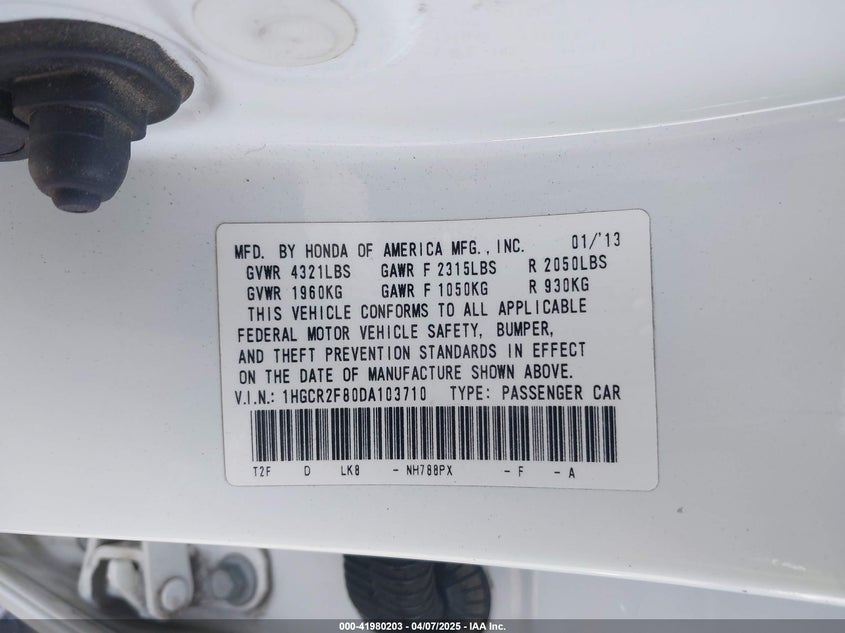 MFD. BY HONDA OF AMERICA MFG., INC. 01/'13
GVWR 4321LBS GAWR F 2315LBS R 2050LBS
GVWR 1960KG GAWR F 1050KG R 930KG
THIS VEHICLE CONFORMS TO ALL APPLICABLE
FEDERAL MOTOR VEHICLE SAFETY, BUMPER,
AND THEFT PREVENTION STANDARDS IN EFFECT
ON THE DATE OF MANUFACTURE SHOWN ABOVE.
V.I.N.: 1HGCR2F80DA103710 TYPE: PASSENGER CAR
T2F D LK8 - NH788PX - F - A
000-41980203 - 04/07/2025 - IAA Inc.